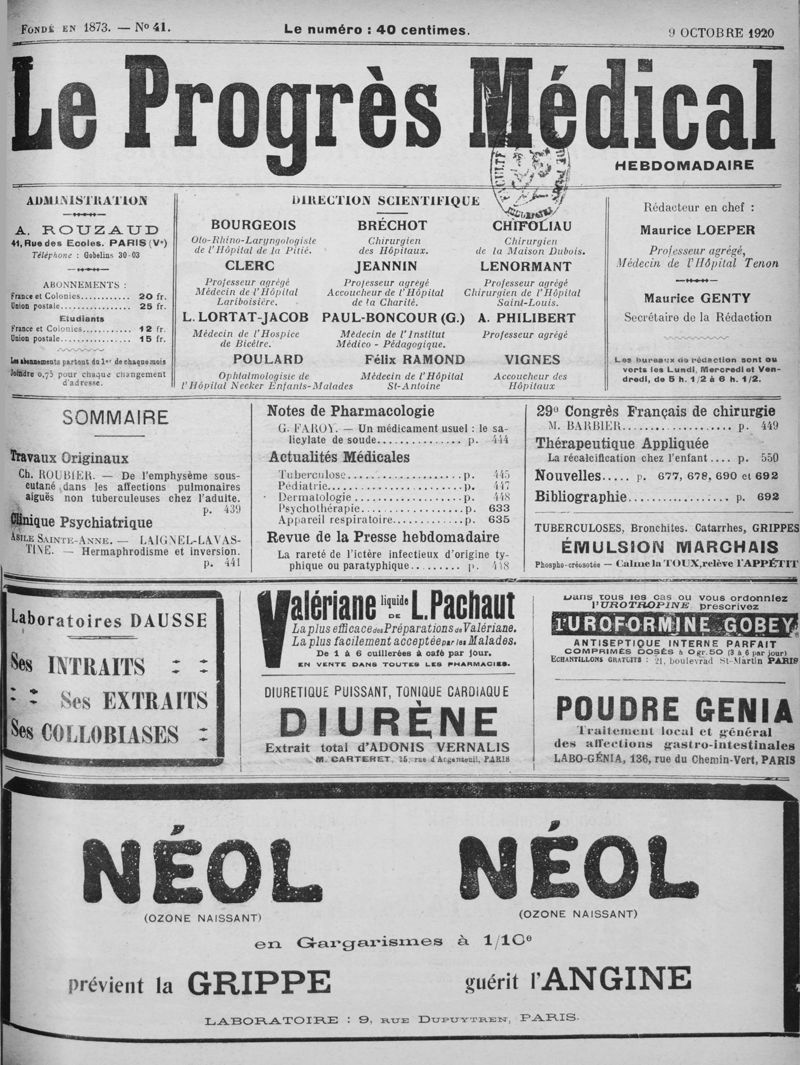 FONDÉ EN 1873. — Nº 41.
Le numéro : 40 centimes.
9 OCTOBRE 1920
Le Progrès Médical
HEBDOMADAIRE
ADMINISTRATION
A. ROUZAUD
41, Rue des Ecoles. PARIS (Ve)
Téléphone : Gobelins 30-03
ABONNEMENTS :
France et Colonies............ 20 fr.
Union postale............... 25 fr.
Etudiants
France et Colonies............ 12 fr.
Union postale............... 15 fr.
Les abonnements partent du 1er de chaque mois
Joindre 0,75 pour chaque changement
d'adresse.
DIRECTION SCIENTIFIQUE
BOURGEOIS
Oto-Rhino-Laryngologiste
de l'Hôpital de la Pitié.
CLERC
Professeur agrégé
Médecin de l'Hôpital
Lariboisière.
L. LORTAT-JACOB
Médecin de l'Hospice
de Bicêtre.
POULARD
Ophtalmologiste de
l'Hôpital Necker Enfants-Malades
BRÉCHOT
Chirurgien
des Hôpitaux.
JEANNIN
Professeur agrégé
Accoucheur de l'Hôpital
de la Charité.
PAUL-BONCOUR (G.)
Médecin de l'Institut
Médico - Pédagogique.
Félix RAMOND
Médecin de l'Hôpital
St-Antoine
CHIFOLIAU
Chirurgien
de la Maison Dubois.
LENORMANT
Professeur agrégé
Chirurgien de l'Hôpital
Saint-Louis.
A. PHILIBERT
Professeur agrégé
VIGNES
Accoucheur des
Hôpitaux
Rédacteur en chef :
Maurice LOEPER
Professeur agrégé,
Médecin de l'Hôpital Tenon
Maurice GENTY
Secrétaire de la Rédaction
Les bureaux de rédaction sont ou
verts les Lundi, Mercredi et Ven-
dredi, de 5 h. 1/2 à 6 h. 1/2.
SOMMAIRE
Travaux Originaux
Ch. ROUBIER. — De l'emphysème sous-
cutané dans les affections pulmonaires
aiguës non tuberculeuses chez l'adulte.
p. 439
Clinique Psychiatrique
ASILE SAINTE-ANNE. — LAIGNEL-LAVAS-
TINE. — Hermaphrodisme et inversion.
p. 441
Notes de Pharmacologie
G. FAROY. — Un médicament usuel : le sa-
licylate de soude............... p. 444
Actualités Médicales
Tuberculose.....................p. 445
Pédiatrie.......................p. 447
Dermatologie ...................p. 448
Psychothérapie .................p. 633
Appareil respiratoire............p. 635
Revue de la Presse hebdomadaire
La rareté de l'ictère infectieux d'origine ty-
phique ou paratyphique ......... p. 448
29e Congrès Français de chirurgie
M. BARBIER........................ p. 449
Thérapeutique Appliquée
La récalcification chez l'enfant.... p. 550
Nouvelles..... p. 677, 678, 690 et 692
Bibliographie................... p. 692
TUBERCULOSES, Bronchites. Catarrhes, GRIPPES
ÉMULSION MARCHAIS
Phospho-créosotée — Calme la TOUX, relève l'APPÉTIT
Laboratoires DAUSSE
Ses INTRAITS
Ses EXTRAITS
Ses COLLOBIASES
Valériane liquide DE L. Pachaut
La plus efficace des Préparations de Valériane.
La plus facilement acceptée par les Malades.
De 1 à 6 cuillerées à café par jour.
EN VENTE DANS TOUTES LES PHARMACIES.
DIURETIQUE PUISSANT, TONIQUE CARDIAQUE
DIURÈNE
Extrait total d'ADONIS VERNALIS
M. CARTERET, 15, rue d'Argenteuil, PARIS
Dans tous les cas ou vous ordonniez
l'UROTROPINE prescrivez
L'UROFORMINE GOBEY
ANTISEPTIQUE INTERNE PARFAIT
COMPRIMÉS DOSÉS à 0gr.50 (3 à 6 par jour)
ÉCHANTILLONS GRATUITS : 21, boulevrad St-Martin PARIS
POUDRE GENIA
Traitement local et général
des affections gastro-intestinales
LABO-GÉNIA, 136, rue du Chemin-Vert, PARIS
NÉOL
(OZONE NAISSANT)
NÉOL
(OZONE NAISSANT)
en Gargarismes à 1/10e
prévient la GRIPPE
guérit l'ANGINE
LABORATOIRE : 9, RUE DUPUYTREN, PARIS.